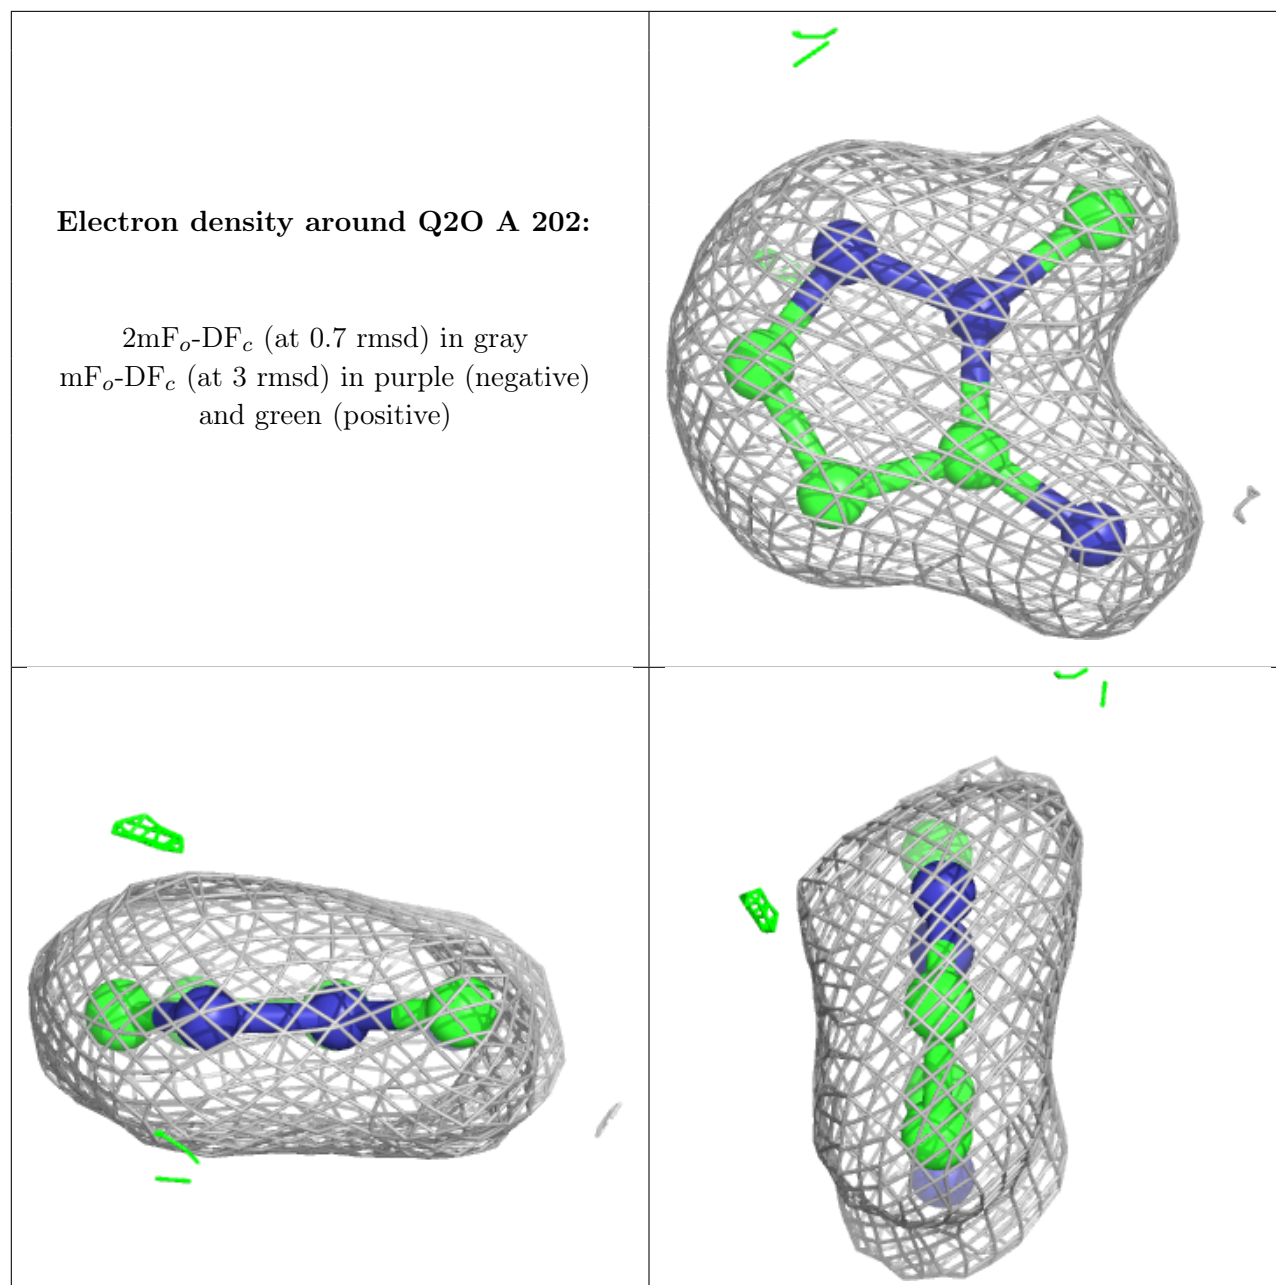 Electron density around Q2O A 202:
2mFo-DFc (at 0.7 rmsd) in gray
mFo-DFc (at 3 rmsd) in purple (negative)
and green (positive)